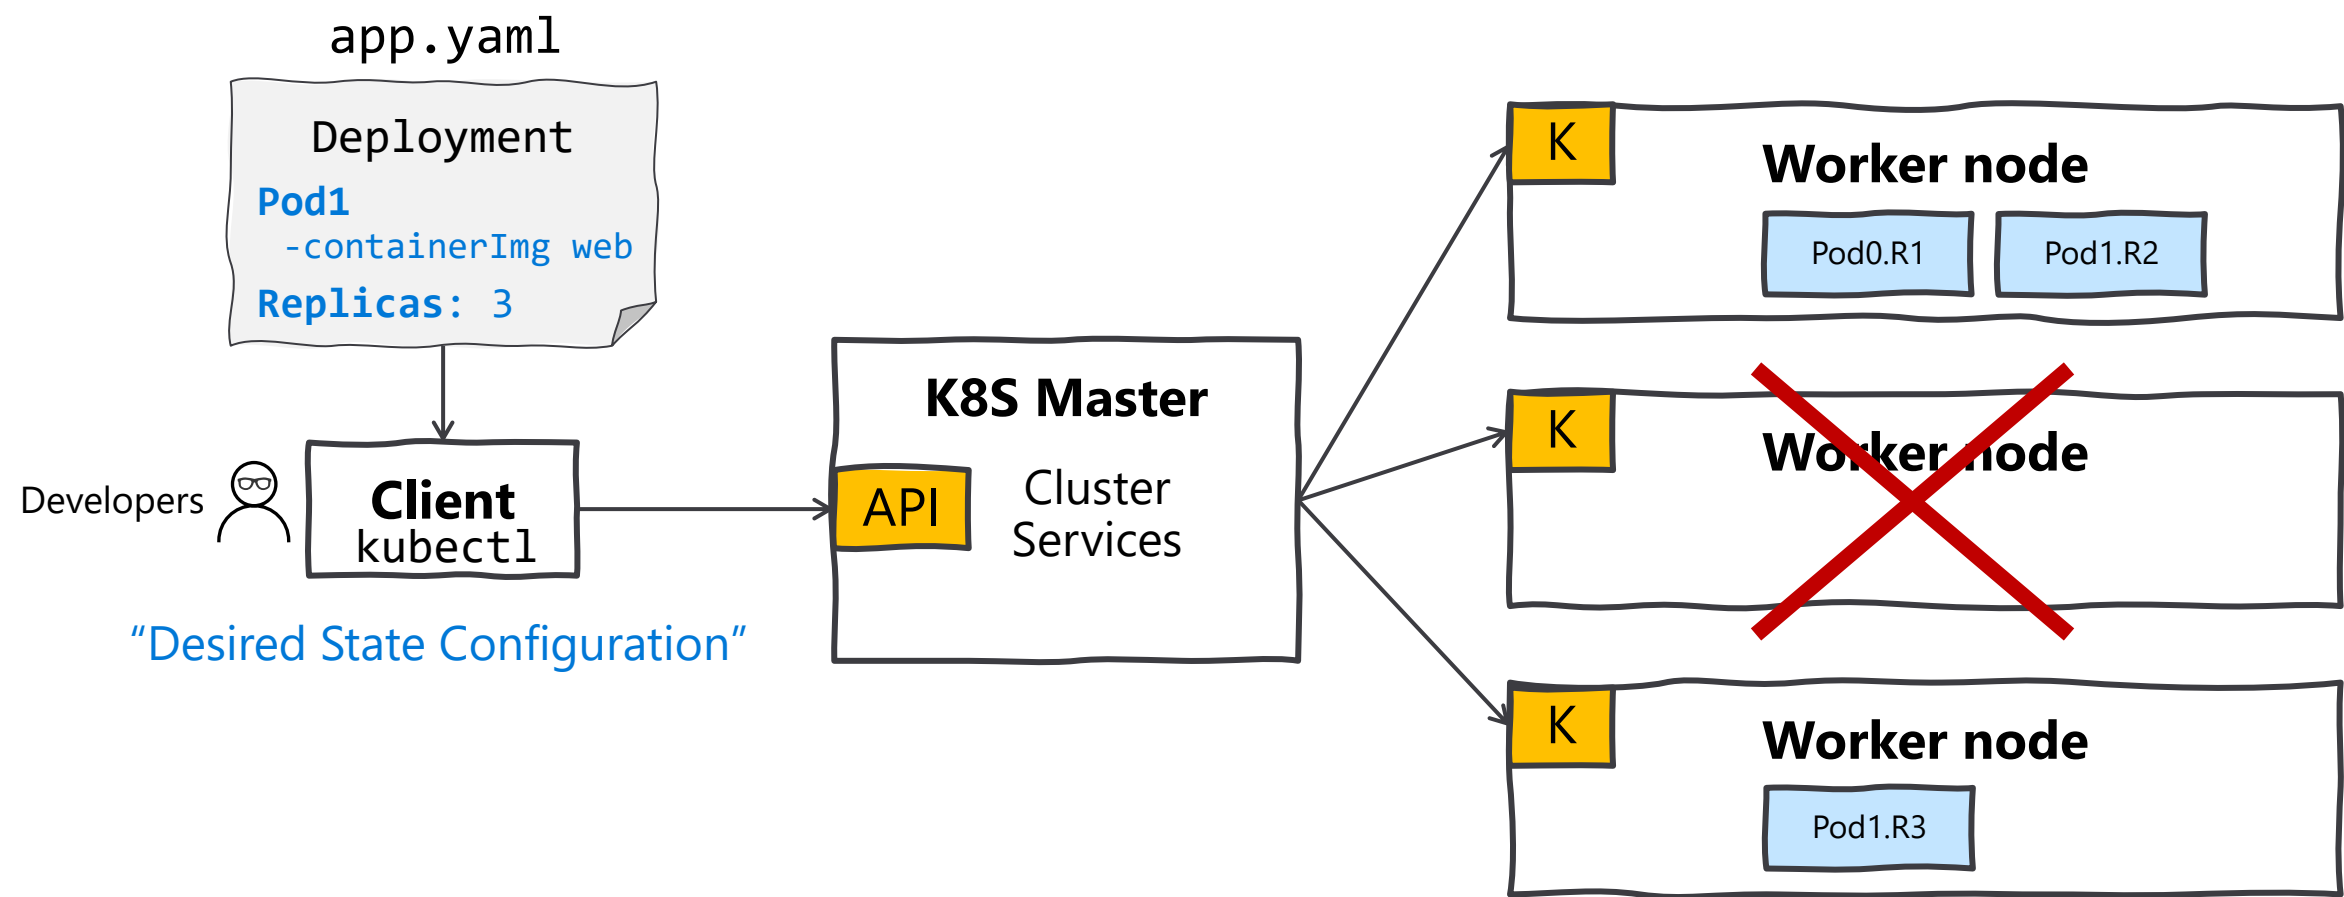 app.yaml
Deployment
Pod1
-containerImg web
Replicas: 3
Developers
Client
kubectl
“Desired State Configuration”
K8S Master
API
Cluster
Services
K
Worker node
Pod0.R1
Pod1.R2
K
Worker node
K
Worker node
Pod1.R3